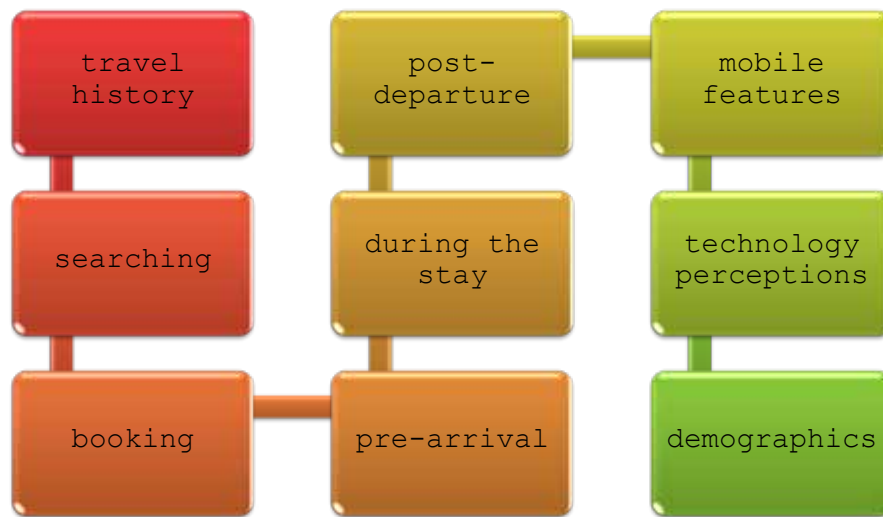 travel
history
searching
booking
pre-arrival
during the
stay
post-
departure
mobile
features
technology
perceptions
demographics